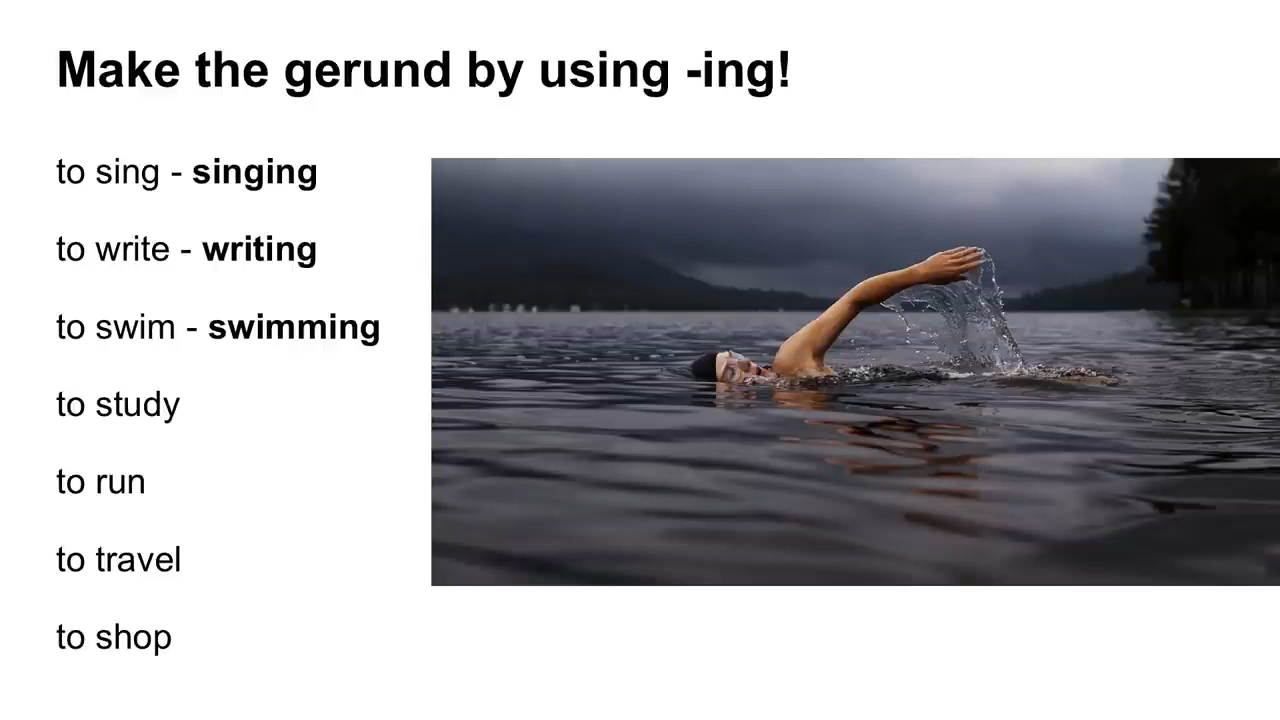 Make the gerund by using -ing!
to sing - singing
to write - writing
to swim - swimming
to study
to run
to travel
to shop